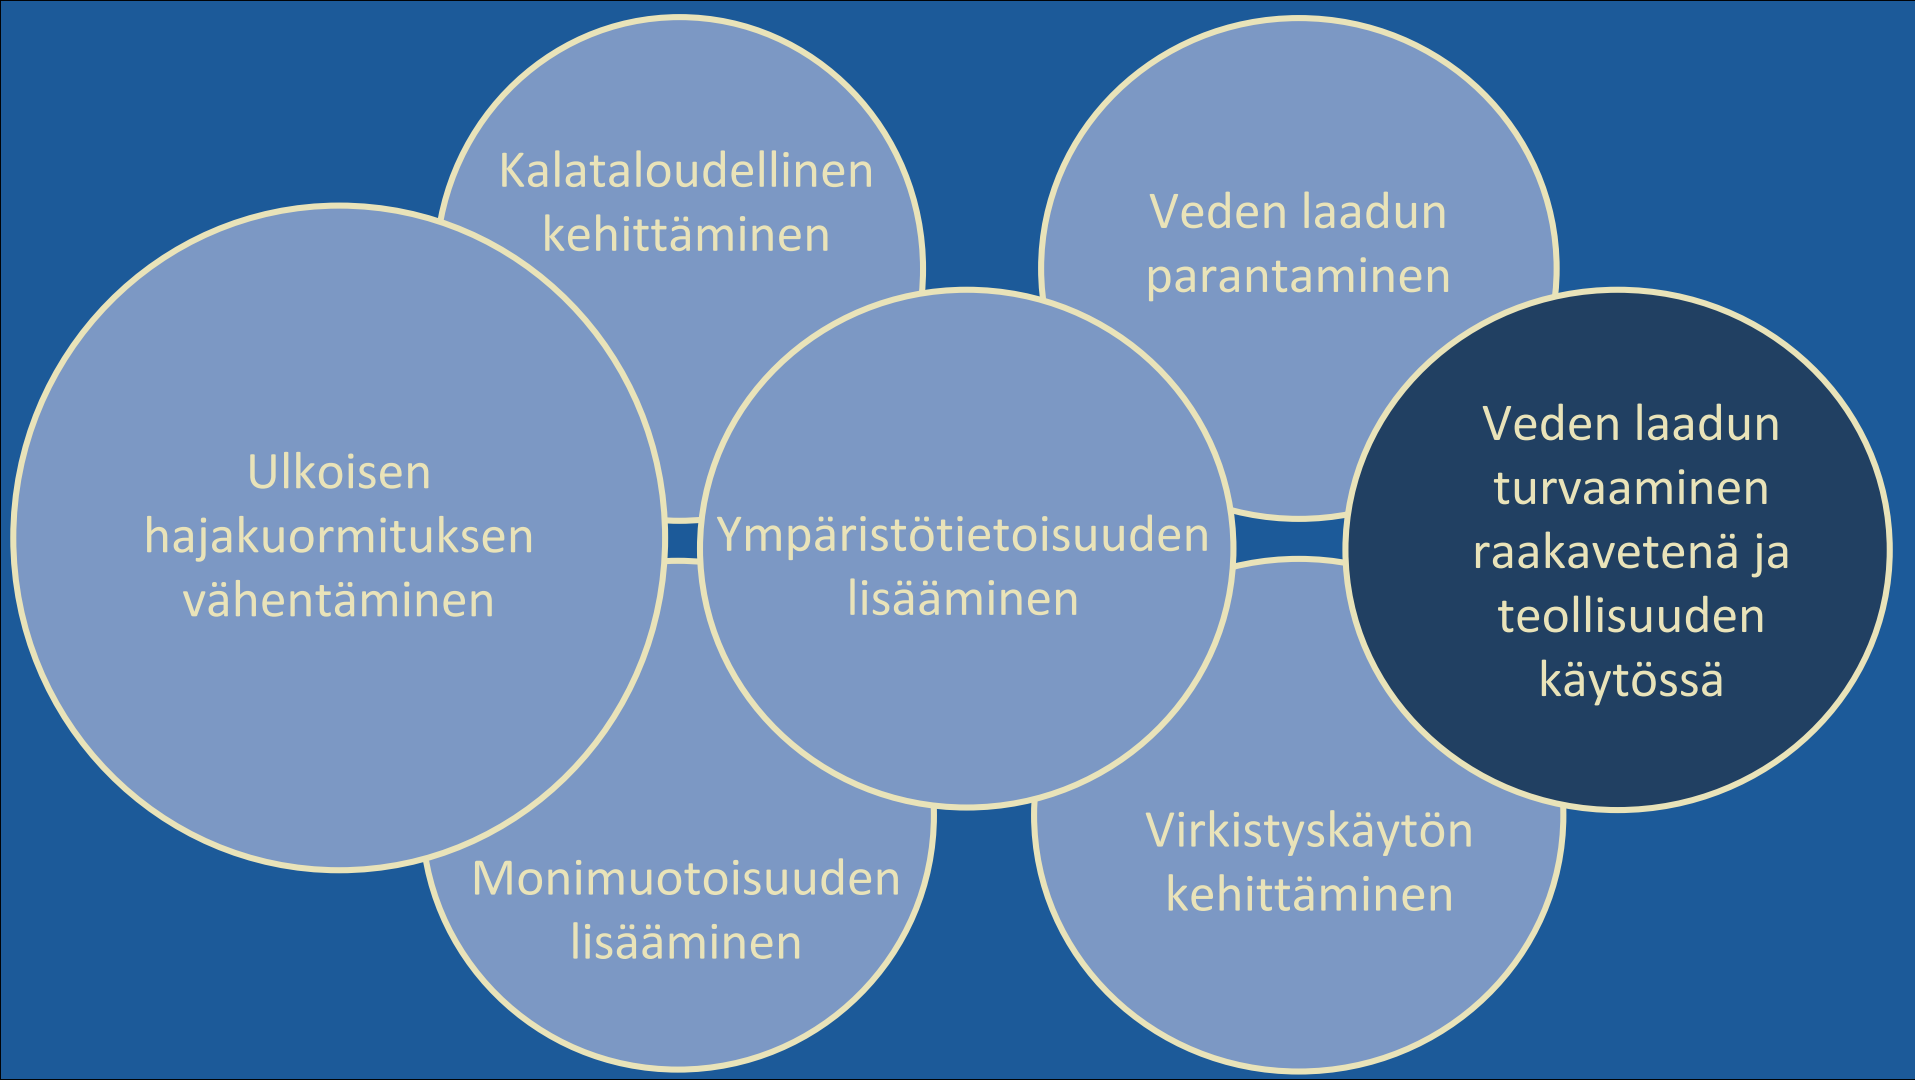 Kalataloudellinen
kehittäminen
Veden laadun
parantaminen
Ulkoisen
hajakuormituksen
vähentäminen
Ympäristötietoisuuden
lisääminen
Veden laadun
turvaaminen
raakavetenä ja
teollisuuden
käytössä
Monimuotoisuuden
lisääminen
Virkistyskäytön
kehittäminen